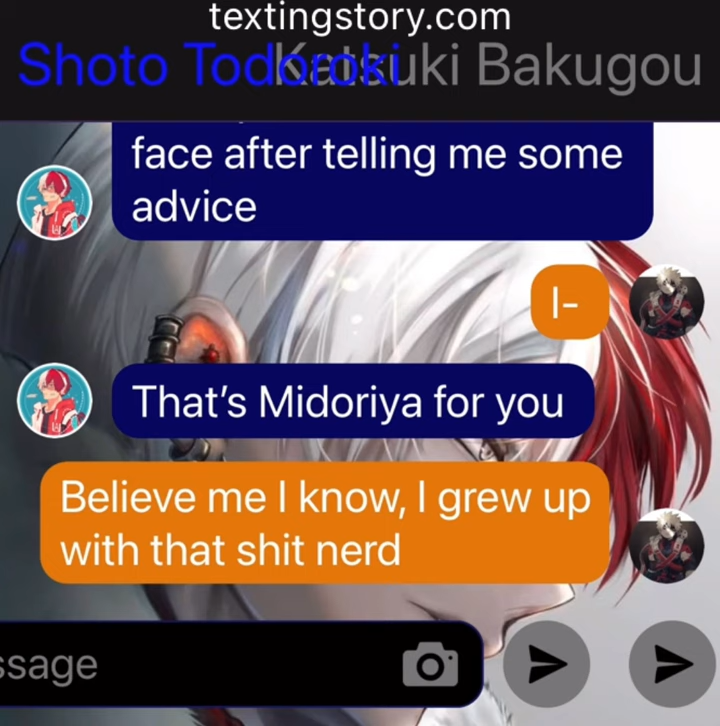 textingstory.com
Shoto Todoroki Katsuki Bakugou
face after telling me some
advice
I-
That’s Midoriya for you
Believe me I know, I grew up
with that shit nerd
ssage